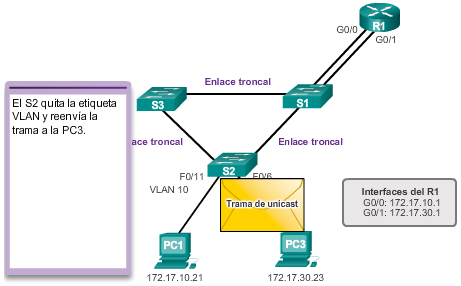 G0/0
R1
G0/1
Enlace troncal
S3
S1
El S2 quita la etiqueta
VLAN y reenvía la
trama a la PC3.
Enlace troncal
Enlace troncal
S2
F0/11
F0/6
VLAN 10
Trama de unicast
Interfaces del R1
G0/0: 172.17.10.1
G0/1: 172.17.30.1
PC1
PC3
172.17.10.21
172.17.30.23